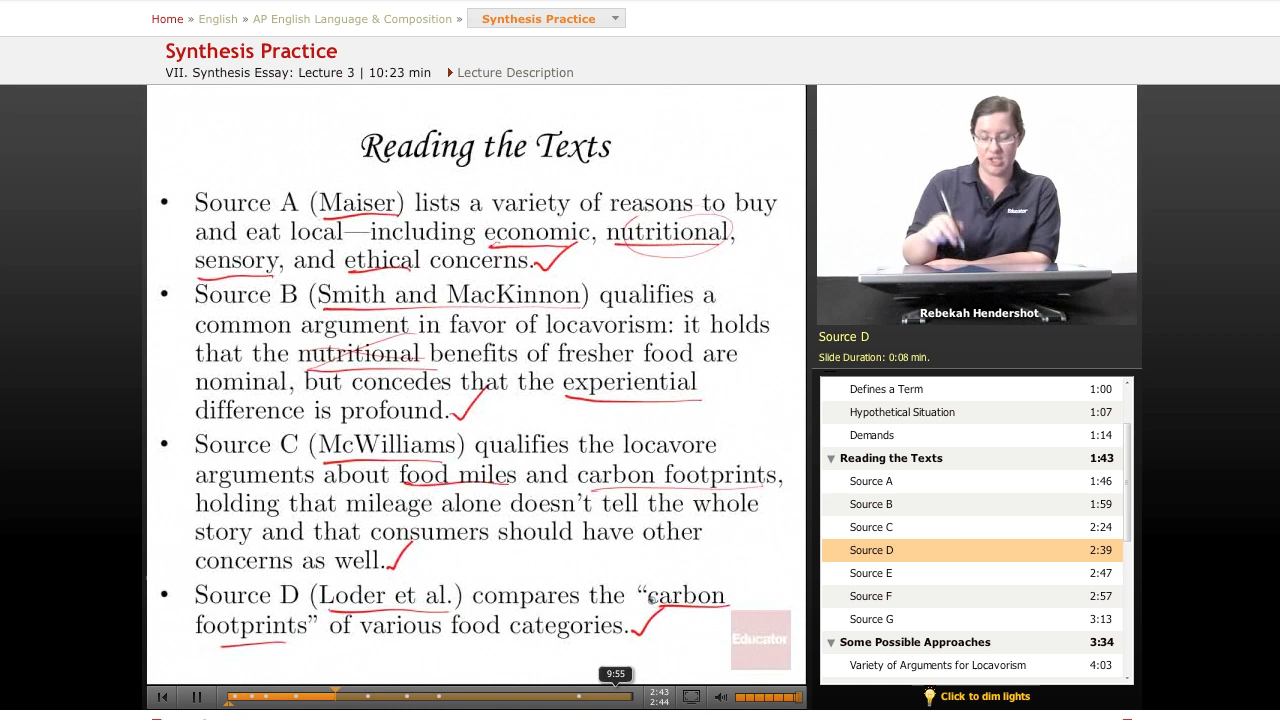 Home » English » AP English Language & Composition » Synthesis Practice
Synthesis Practice
VII. Synthesis Essay: Lecture 3 | 10:23 min Lecture Description
Reading the Texts
• Source A (Maiser) lists a variety of reasons to buy
and eat local—including economic, nutritional,
sensory, and ethical concerns.
• Source B (Smith and MacKinnon) qualifies a
common argument in favor of locavorism: it holds
that the nutritional benefits of fresher food are
nominal, but concedes that the experiential
difference is profound.
• Source C (McWilliams) qualifies the locavore
arguments about food miles and carbon footprints,
holding that mileage alone doesn't tell the whole
story and that consumers should have other
concerns as well.
• Source D (Loder et al.) compares the “carbon
footprints” of various food categories.
Educator
9:55
2:43
2:44
Educator
Rebekah Hendershot
Source D
Slide Duration: 0:08 min.
Defines a Term 1:00
Hypothetical Situation 1:07
Demands 1:14
Reading the Texts 1:43
Source A 1:46
Source B 1:59
Source C 2:24
Source D 2:39
Source E 2:47
Source F 2:57
Source G 3:13
Some Possible Approaches 3:34
Variety of Arguments for Locavorism 4:03
Click to dim lights